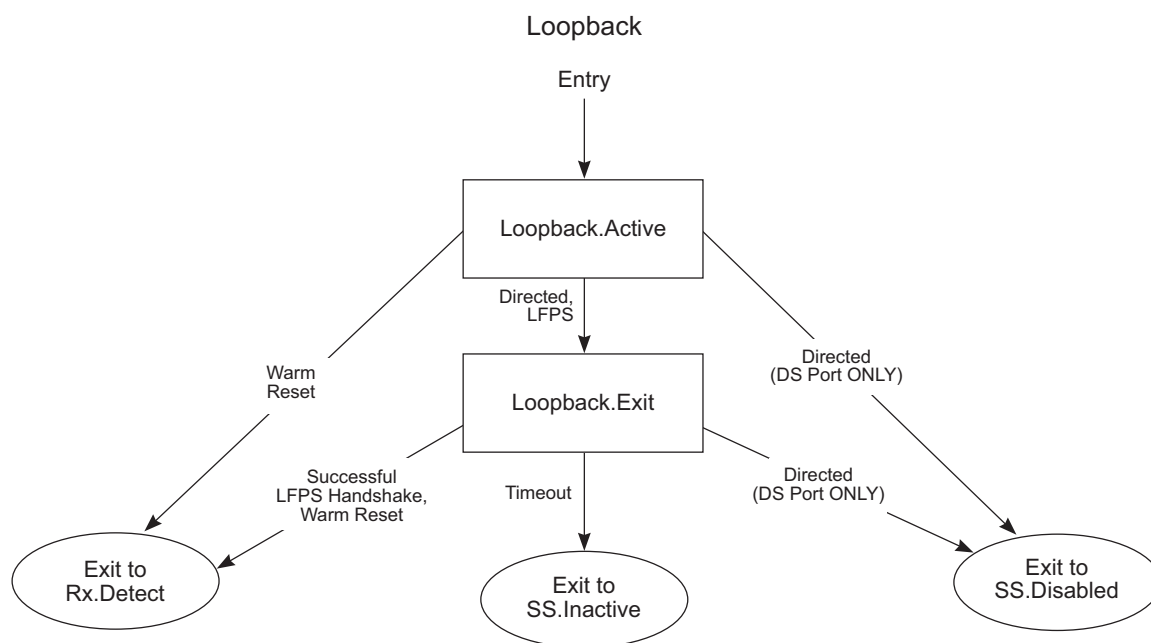 Loopback
Entry
Loopback.Active
Directed,
LFPS
Warm
Reset
Directed
(DS Port ONLY)
Loopback.Exit
Successful
LFPS Handshake,
Warm Reset
Timeout
Directed
(DS Port ONLY)
Exit to
Rx.Detect
Exit to
SS.Inactive
Exit to
SS.Disabled